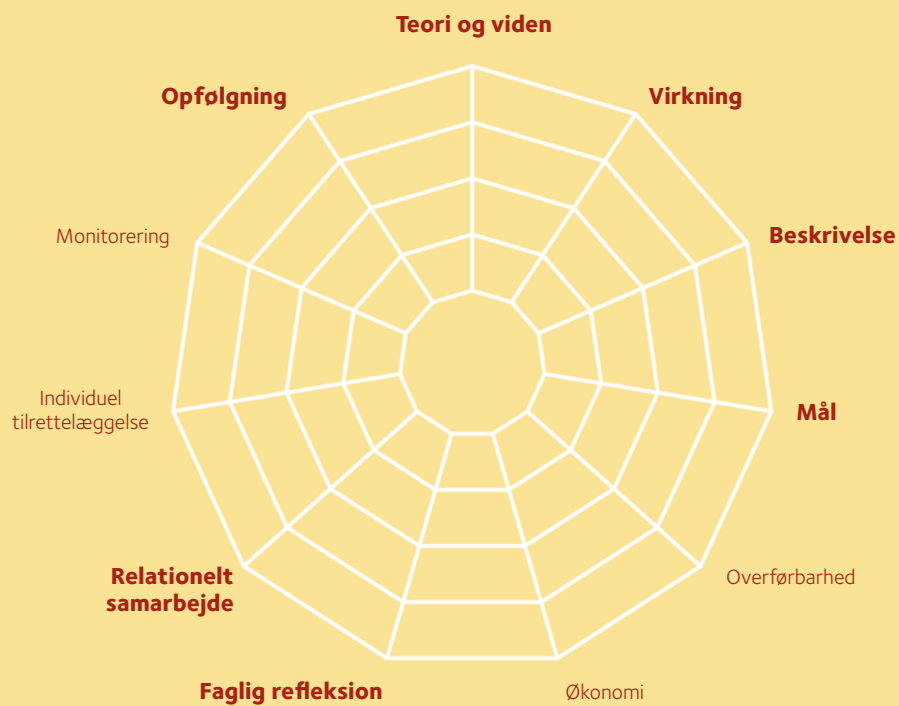 Teori og viden
Opfølgning
Virkning
Monitorering
Beskrivelse
Individuel
tilrettelæggelse
Mål
Relationelt
samarbejde
Overførbarhed
Faglig refleksion
Økonomi